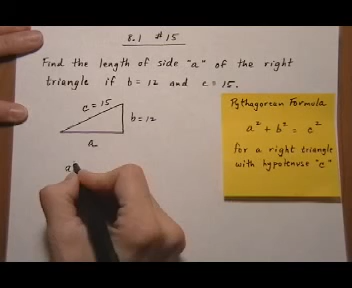 8.1 #15
Find the length of side "a" of the right
triangle if b = 12 and c = 15.
c = 15
b = 12
a
a
Pythagorean Formula
a² + b² = c²
for a right triangle
with hypotenuse "c"